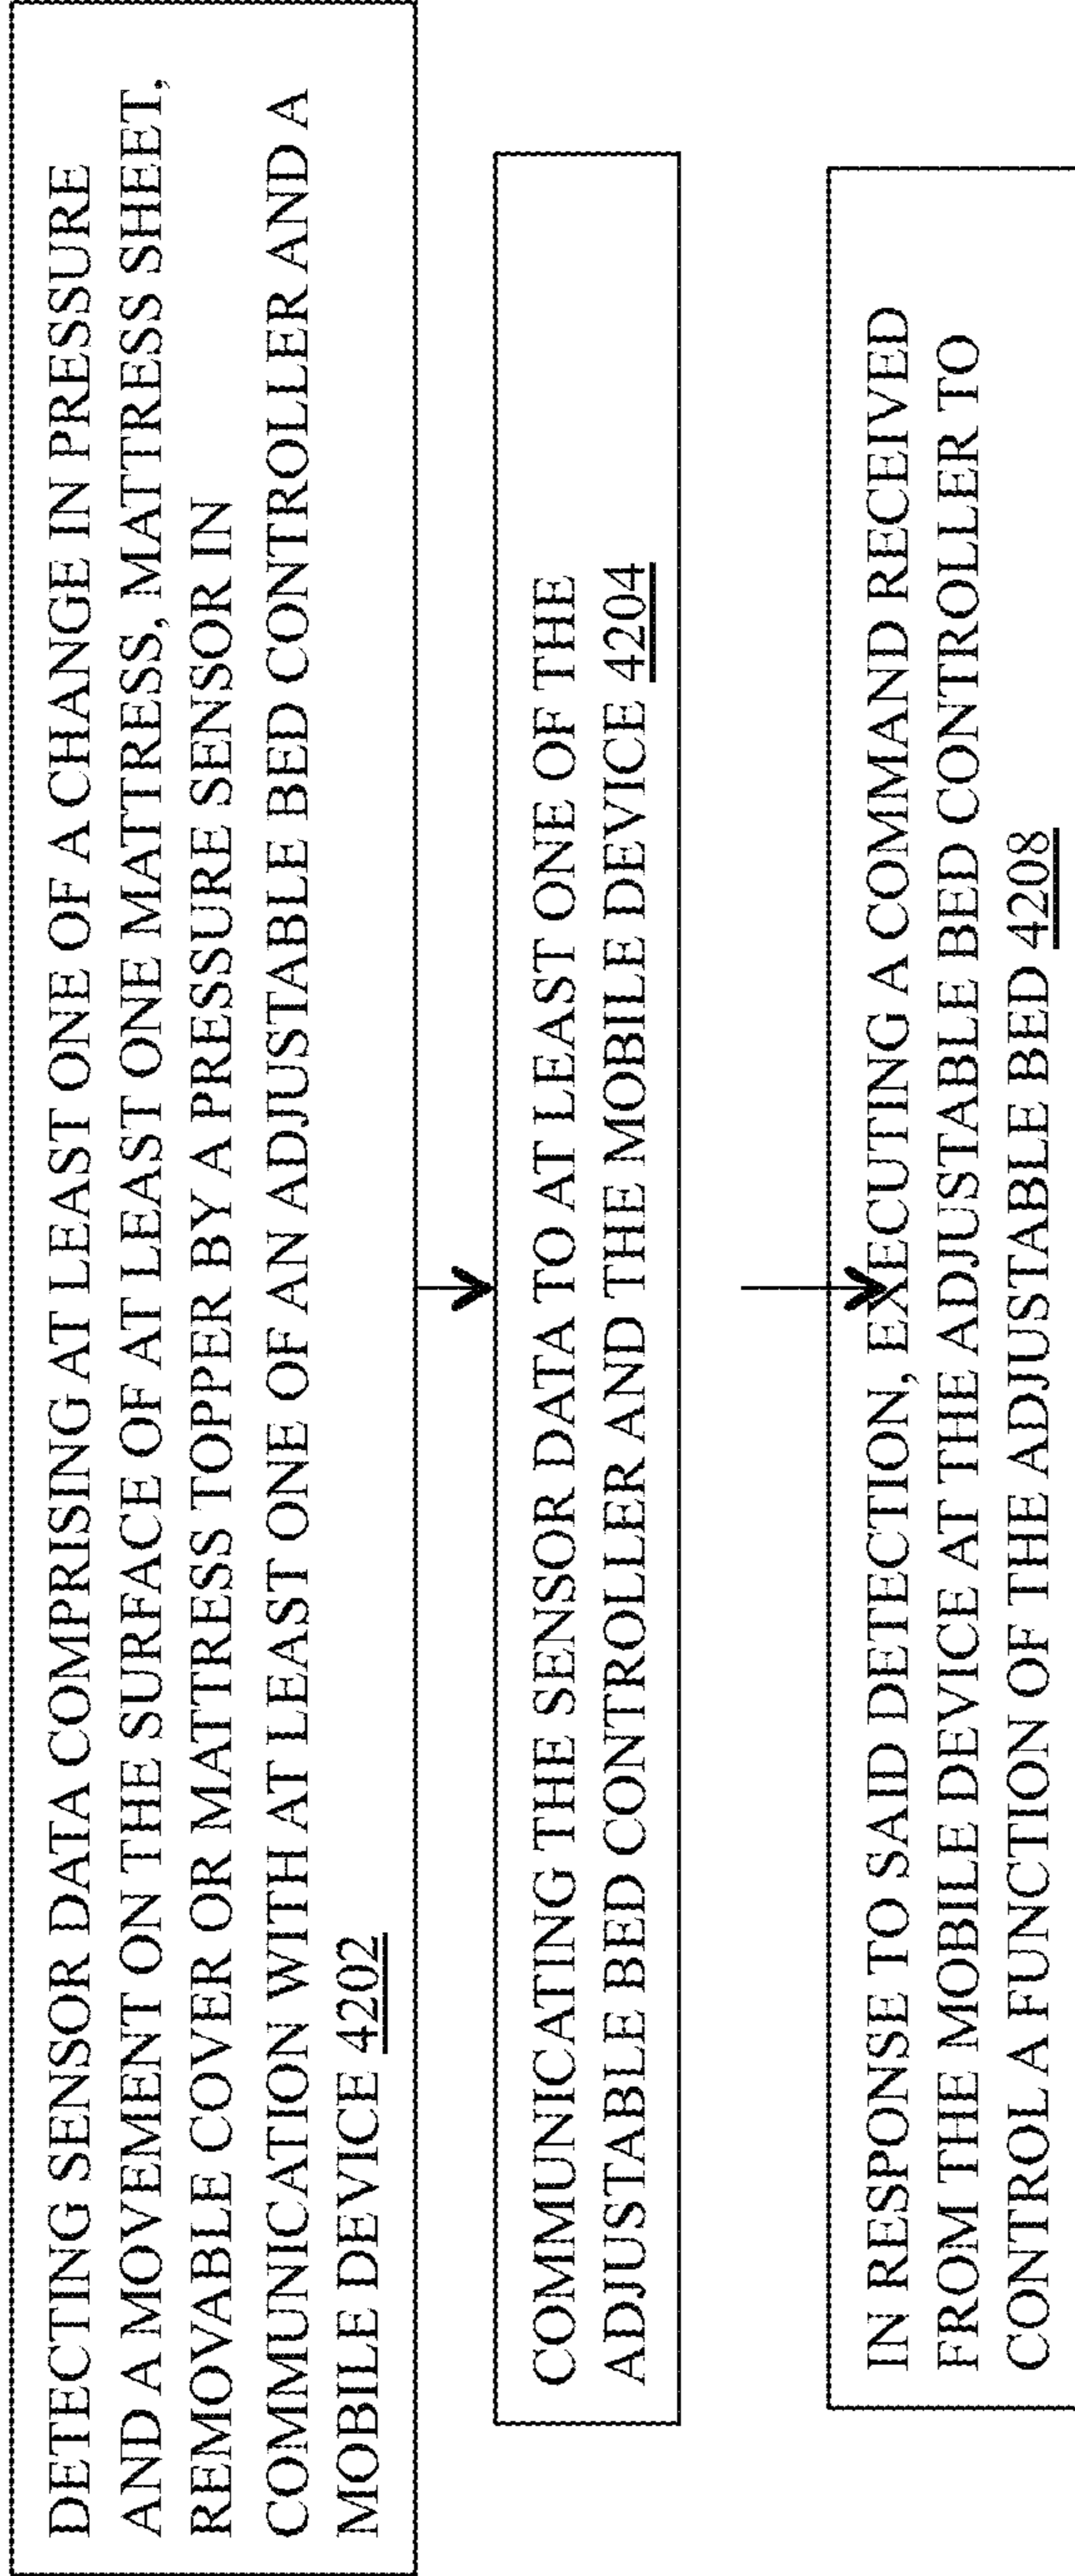 DETECTING SENSOR DATA COMPRISING AT LEAST ONE OF A CHANGE IN PRESSURE
AND A MOVEMENT ON THE SURFACE OF AT LEAST ONE MATTRESS, MATTRESS SHEET,
REMOVABLE COVER OR MATTRESS TOPPER BY A PRESSURE SENSOR IN
COMMUNICATION WITH AT LEAST ONE OF AN ADJUSTABLE BED CONTROLLER AND A
MOBILE DEVICE 4202
COMMUNICATING THE SENSOR DATA TO AT LEAST ONE OF THE
ADJUSTABLE BED CONTROLLER AND THE MOBILE DEVICE 4204
IN RESPONSE TO SAID DETECTION, EXECUTING A COMMAND RECEIVED
FROM THE MOBILE DEVICE AT THE ADJUSTABLE BED CONTROLLER TO
CONTROL A FUNCTION OF THE ADJUSTABLE BED 4208